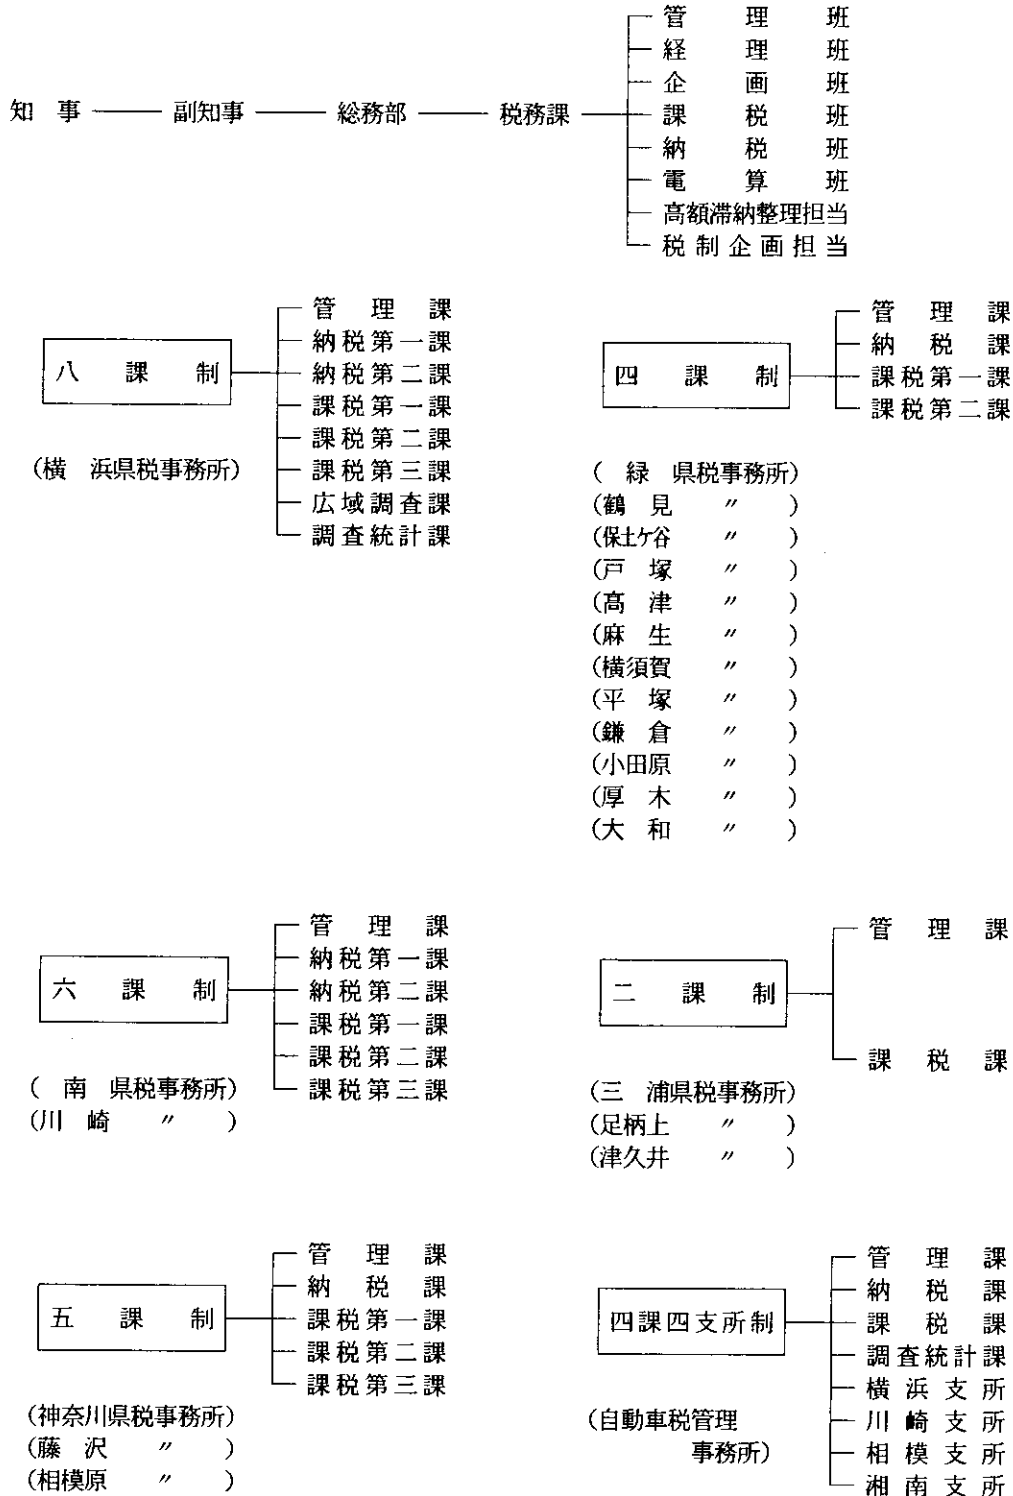 知事 副知事 総務部 税務課
管理班
経理班
企画班
課税班
納税班
電算班
高額滞納整理担当
税制企画担当
八課制
管理課
納税第一課
納税第二課
課税第一課
課税第二課
課税第三課
広域調査課
調査統計課
(横 浜県税事務所)
四課制
管理課
納税課
課税第一課
課税第二課
( 緑 県税事務所)
(鶴 見 〃 )
(保土ケ谷 〃 )
(戸 塚 〃 )
(高 津 〃 )
(麻 生 〃 )
(横須賀 〃 )
(平 塚 〃 )
(鎌 倉 〃 )
(小田原 〃 )
(厚 木 〃 )
(大 和 〃 )
六課制
管理課
納税第一課
納税第二課
課税第一課
課税第二課
課税第三課
( 南 県税事務所)
(川 崎 〃 )
二課制
管理課
課税課
(三 浦県税事務所)
(足柄上 〃 )
(津久井 〃 )
五課制
管理課
納税課
課税第一課
課税第二課
課税第三課
(神奈川県税事務所)
(藤 沢 〃 )
(相模原 〃 )
四課四支所制
管理課
納税課
課税課
調査統計課
横浜支所
川崎支所
相模支所
湘南支所
(自動車税管理
事務所)